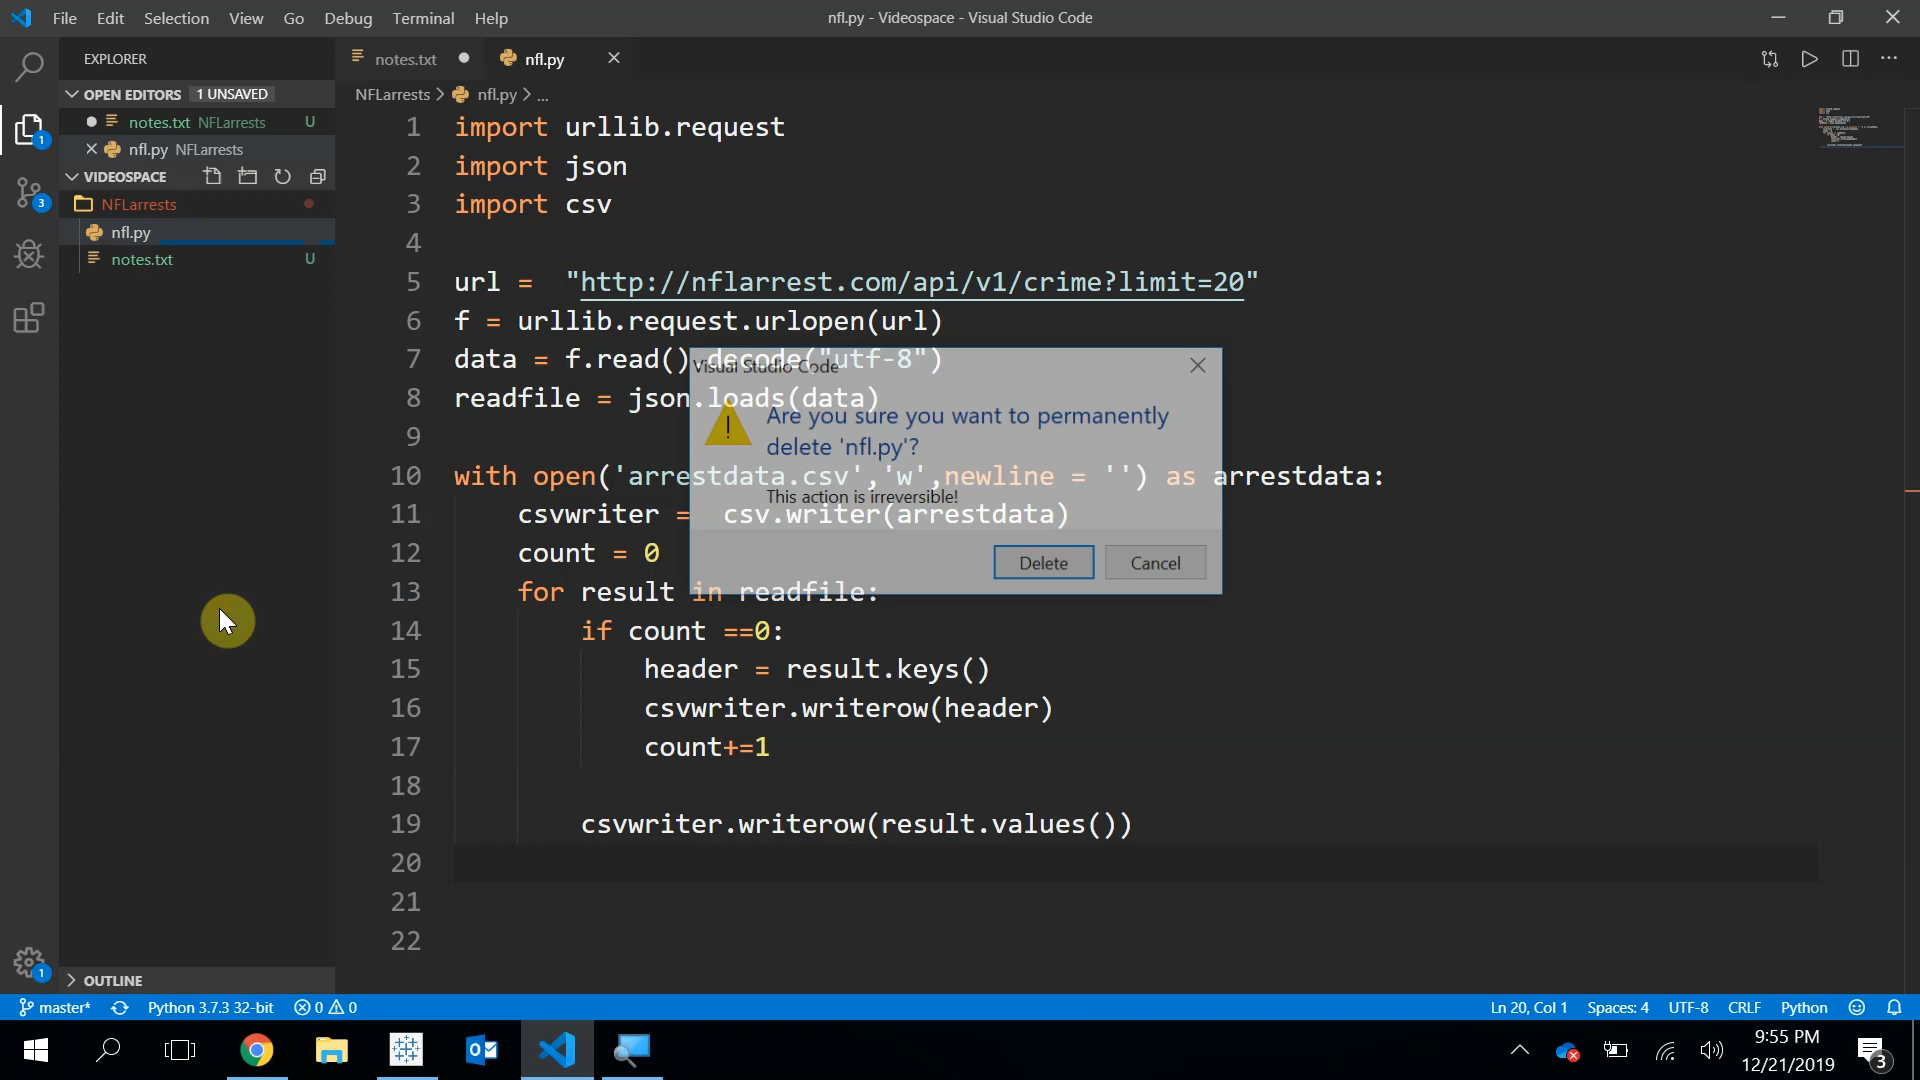 File Edit Selection View Go Debug Terminal Help
nfl.py - Videospace - Visual Studio Code
EXPLORER
OPEN EDITORS 1 UNSAVED
notes.txt NFLarrests U
nfl.py NFLarrests
VIDEOSPACE
NFLarrests
nfl.py
notes.txt U
OUTLINE
1
3
1
notes.txt
nfl.py
NFLarrests > nfl.py > ...
1 import urllib.request
2 import json
3 import csv
4
5 url =  "http://nflarrest.com/api/v1/crime?limit=20"
6 f = urllib.request.urlopen(url)
7 data = f.read().decode("utf-8")
8 readfile = json.loads(data)
9
10 with open('arrestdata.csv','w',newline = '') as arrestdata:
11     csvwriter =  csv.writer(arrestdata)
12     count = 0
13     for result in readfile:
14         if count ==0:
15             header = result.keys()
16             csvwriter.writerow(header)
17             count+=1
18
19         csvwriter.writerow(result.values())
20
21
22
Visual Studio Code
Are you sure you want to permanently
delete 'nfl.py'?
This action is irreversible!
Delete Cancel
master* Python 3.7.3 32-bit 0 0 Ln 20, Col 1 Spaces: 4 UTF-8 CRLF Python
9:55 PM
12/21/2019
3